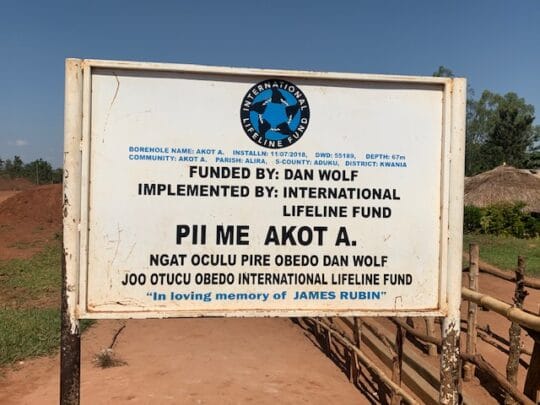 INTERNATIONAL
LIFELINE FUND
BOREHOLE NAME: AKOT A. INSTALLN: 11/07/2018, DWD: 55189, DEPTH: 67m
COMMUNITY: AKOT A. PARISH: ALIRA, S-COUNTY: ADUKU, DISTRICT: KWANIA
FUNDED BY: DAN WOLF
IMPLEMENTED BY: INTERNATIONAL
LIFELINE FUND
PII ME AKOT A.
NGAT OCULU PIRE OBEDO DAN WOLF
JOO OTUCU OBEDO INTERNATIONAL LIFELINE FUND
"In loving memory of JAMES RUBIN"